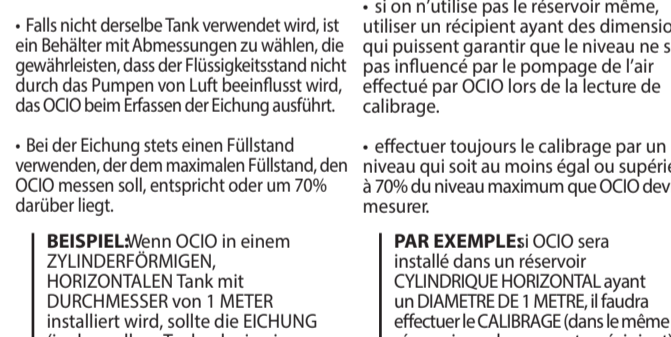 • Falls nicht derselbe Tank verwendet wird, ist
ein Behälter mit Abmessungen zu wählen, die
gewährleisten, dass der Flüssigkeitsstand nicht
durch das Pumpen von Luft beeinflusst wird,
das OCIO beim Erfassen der Eichung ausführt.
• Bei der Eichung stets einen Füllstand
verwenden, der dem maximalen Füllstand, den
OCIO messen soll, entspricht oder um 70%
darüber liegt.
BEISPIEL:Wenn OCIO in einem
ZYLINDERFÖRMIGEN,
HORIZONTALEN Tank mit
DURCHMESSER von 1 METER
installiert wird, sollte die EICHUNG
• si on n'utilise pas le réservoir même,
utiliser un récipient ayant des dimensio
qui puissent garantir que le niveau ne s
pas influencé par le pompage de l'air
effectué par OCIO lors de la lecture de
calibrage.
• effectuer toujours le calibrage par un
niveau qui soit au moins égal ou supérie
à 70% du niveau maximum que OCIO dev
mesurer.
PAR EXEMPLE:si OCIO sera
installé dans un réservoir
CYLINDRIQUE HORIZONTAL ayant
un DIAMETRE DE 1 METRE, il faudra
effectuer le CALIBRAGE (dans le même